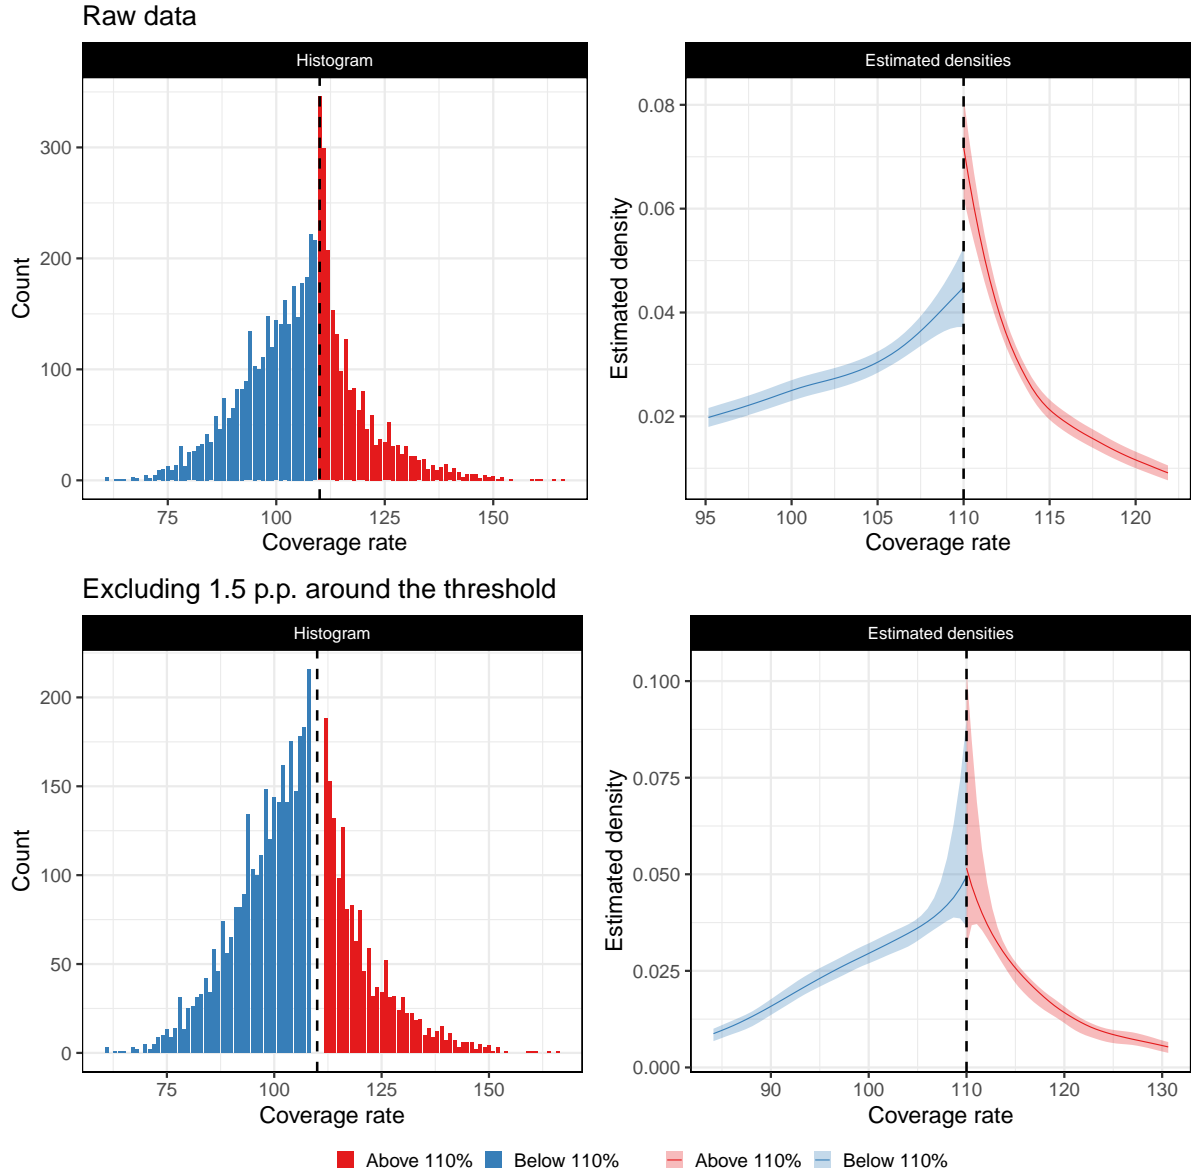 Raw data
Histogram
Estimated densities
Count
300
200
100
0
75 100 125 150
Coverage rate
Estimated density
0.08
0.06
0.04
0.02
95 100 105 110 115 120
Coverage rate
Excluding 1.5 p.p. around the threshold
Histogram
Estimated densities
Count
200
150
100
50
0
75 100 125 150
Coverage rate
Estimated density
0.100
0.075
0.050
0.025
0.000
90 100 110 120 130
Coverage rate
Above 110% Below 110% Above 110% Below 110%